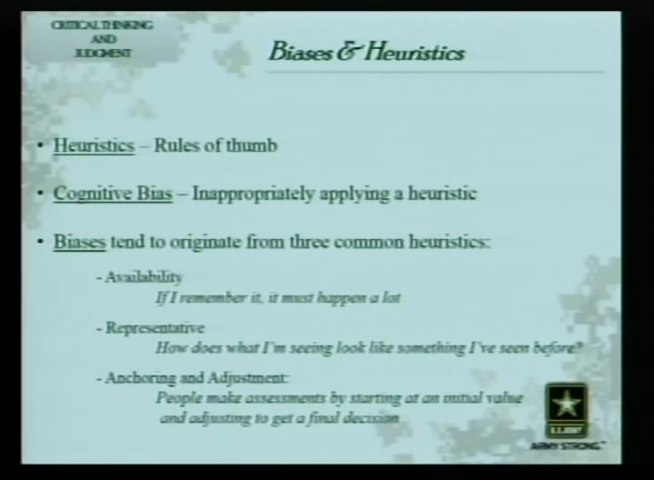 CRITICAL THINKING
AND
JUDGMENT
Biases & Heuristics
• Heuristics – Rules of thumb
• Cognitive Bias – Inappropriately applying a heuristic
• Biases tend to originate from three common heuristics:
- Availability
If I remember it, it must happen a lot
- Representative
How does what I'm seeing look like something I've seen before?
- Anchoring and Adjustment:
People make assessments by starting at an initial value
and adjusting to get a final decision
U.S. ARMY
ARMY STRONG.™